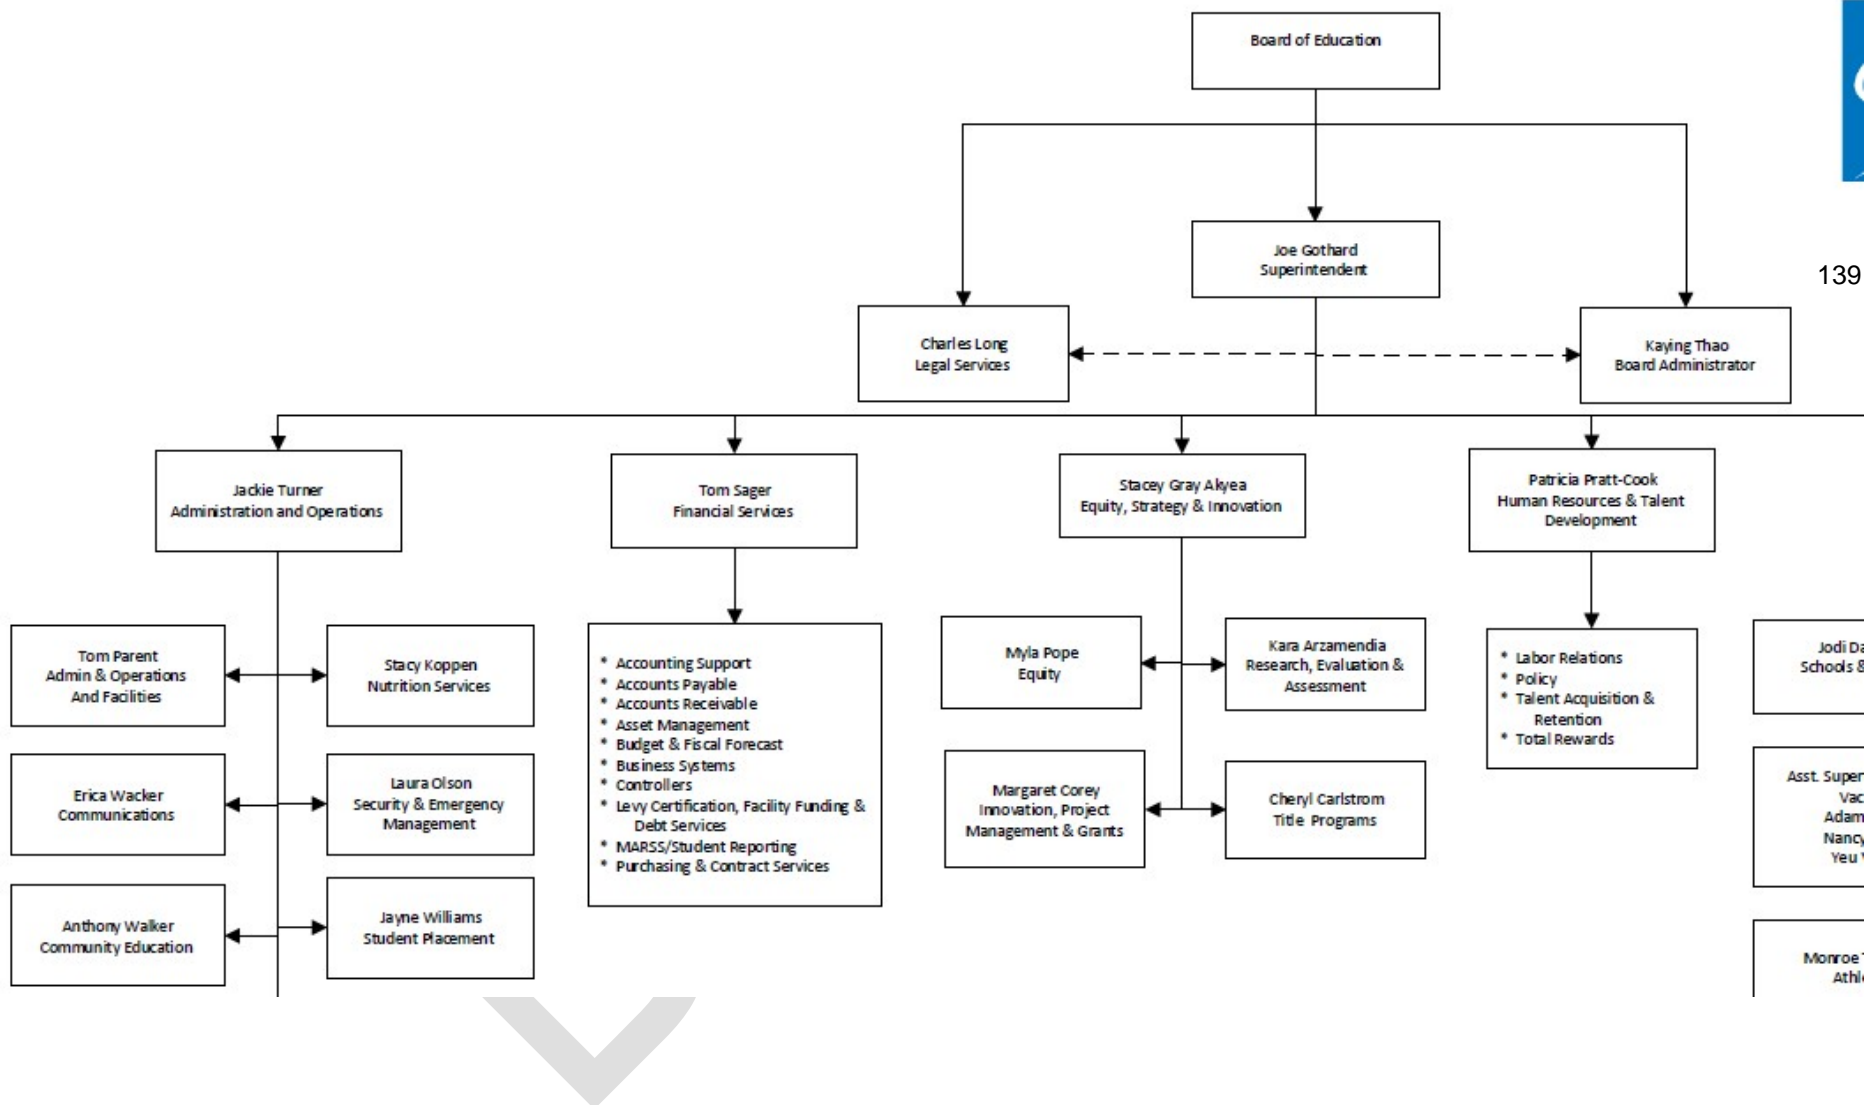 Board of Education
Joe Gothard
Superintendent
139
Charles Long
Legal Services
Kaying Thao
Board Administrator
Jackie Turner
Administration and Operations
Tom Sager
Financial Services
Stacey Gray Akyea
Equity, Strategy & Innovation
Patricia Pratt-Cook
Human Resources & Talent
Development
Tom Parent
Admin & Operations
And Facilities
Stacy Koppen
Nutrition Services
Erica Wacker
Communications
Laura Olson
Security & Emergency
Management
Anthony Walker
Community Education
Jayne Williams
Student Placement
* Accounting Support
* Accounts Payable
* Accounts Receivable
* Asset Management
* Budget & Fiscal Forecast
* Business Systems
* Controllers
* Levy Certification, Facility Funding &
Debt Services
* MARSS/Student Reporting
* Purchasing & Contract Services
Myla Pope
Equity
Kara Arzamendia
Research, Evaluation &
Assessment
Margaret Corey
Innovation, Project
Management & Grants
Cheryl Carlstrom
Title Programs
* Labor Relations
* Policy
* Talent Acquisition &
Retention
* Total Rewards
Jodi
Schools &
Asst.
Nancy
Yeu
Monroe